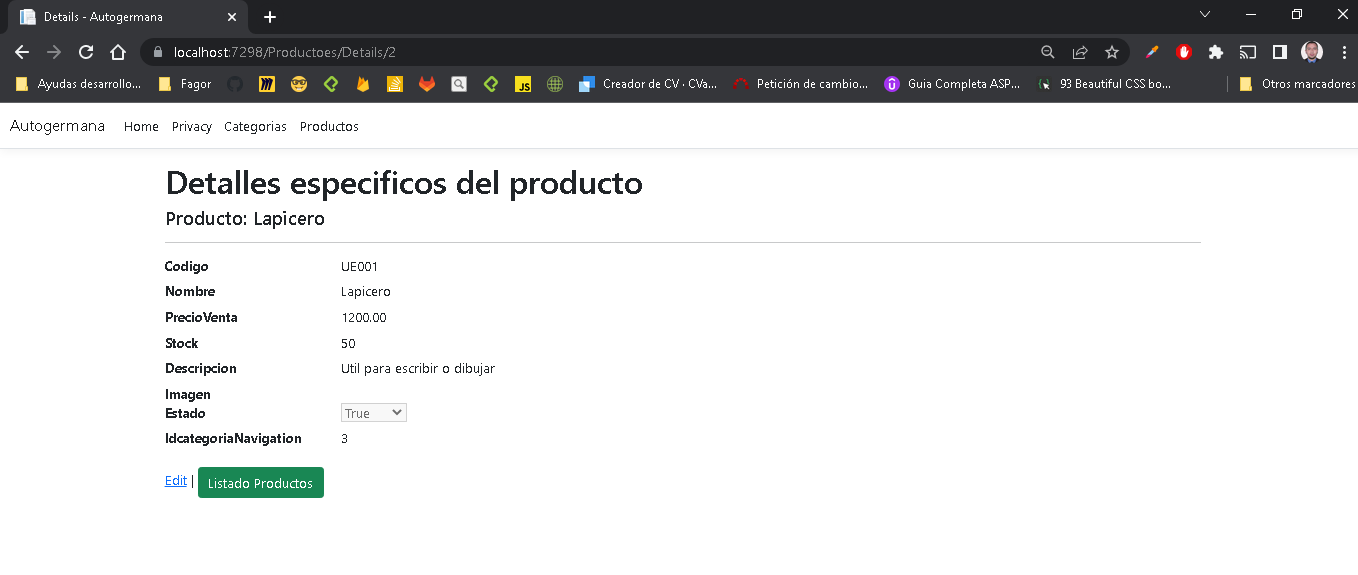 Details - Autogermana
localhost:7298/Productoes/Details/2
Ayudas desarrollo... Fagor JS Creador de CV · CVa... Petición de cambio... Guia Completa ASP... 93 Beautiful CSS bo... Otros marcadores
Autogermana Home Privacy Categorias Productos
Detalles especificos del producto
Producto: Lapicero
Codigo UE001
Nombre Lapicero
PrecioVenta 1200.00
Stock 50
Descripcion Util para escribir o dibujar
Imagen
Estado True
IdcategoriaNavigation 3
Edit | Listado Productos